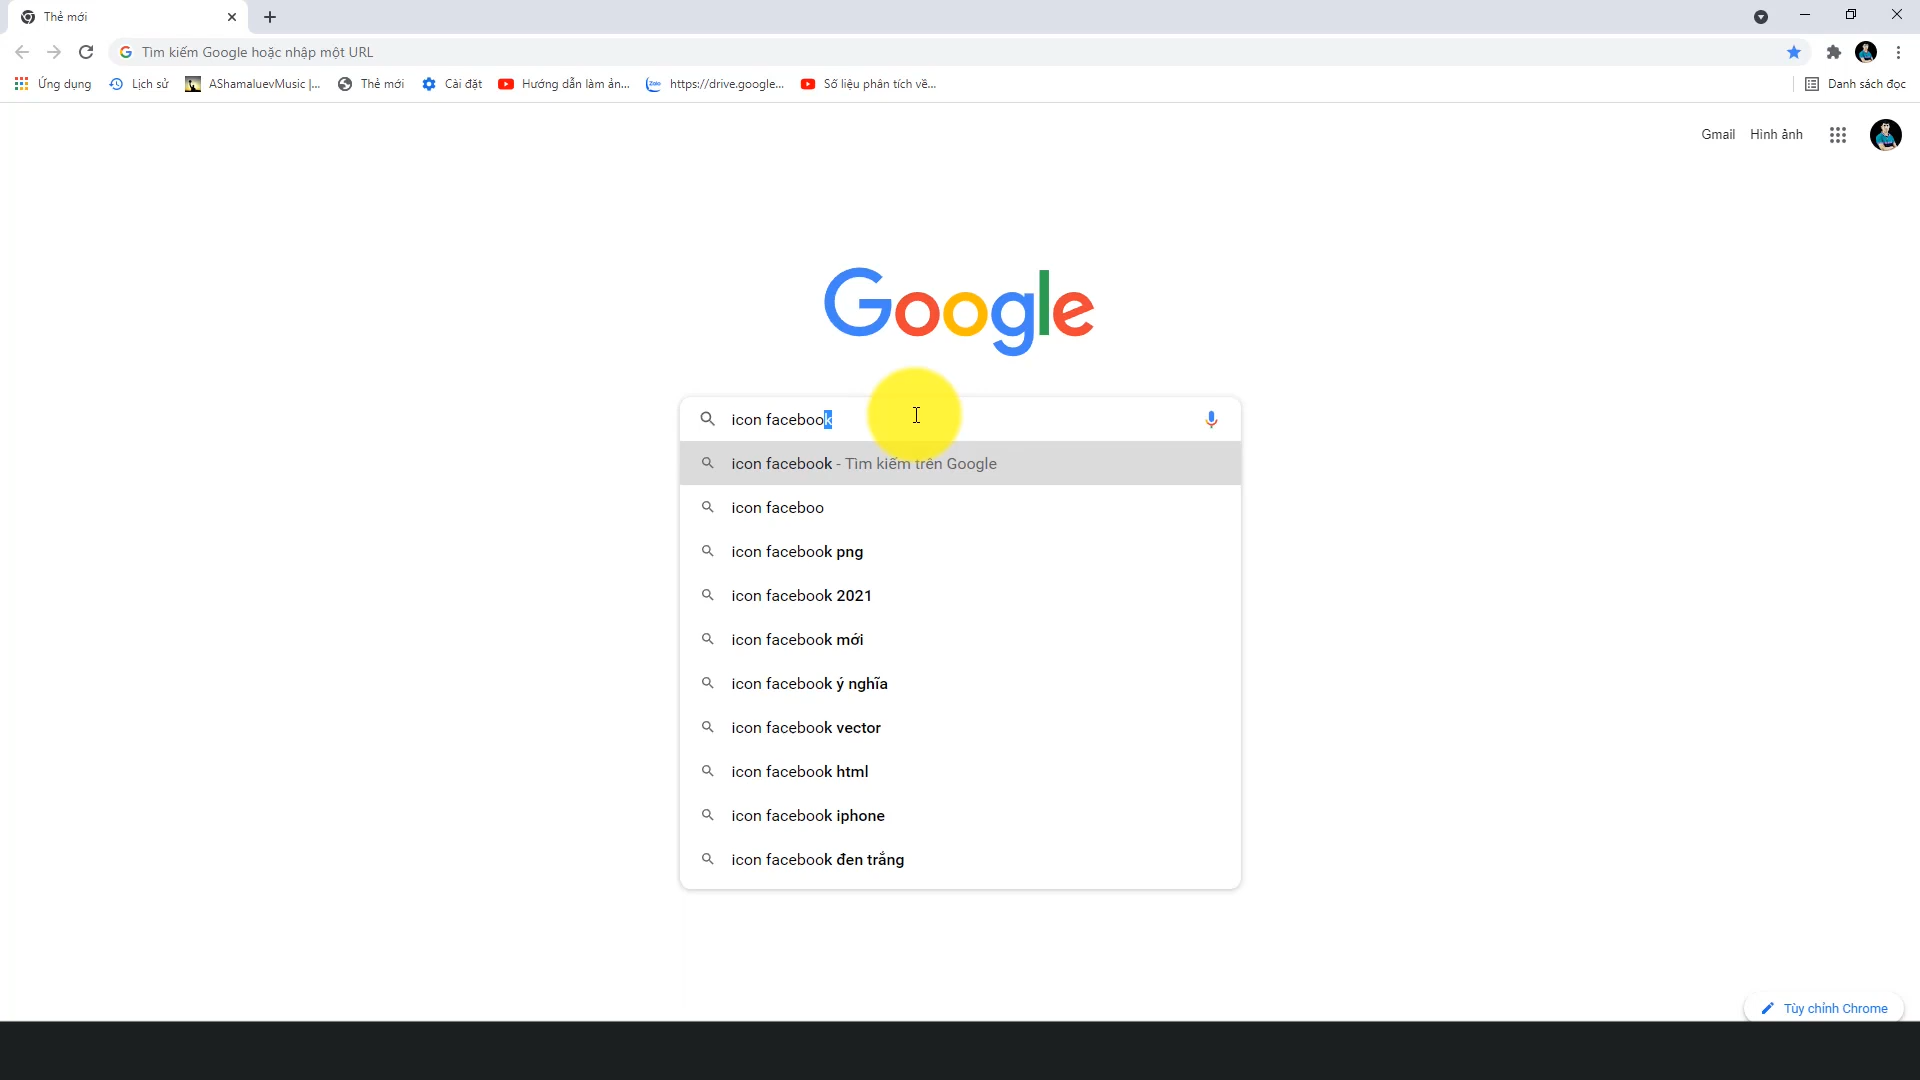 Thẻ mới
Tìm kiếm Google hoặc nhập một URL
Ứng dụng Lịch sử AShamaluevMusic |... Thẻ mới Cài đặt Hướng dẫn làm ản... https://drive.google... Số liệu phân tích về... Danh sách đọc
Gmail Hình ảnh
Google
icon facebook
icon facebook - Tìm kiếm trên Google
icon faceboo
icon facebook png
icon facebook 2021
icon facebook mới
icon facebook ý nghĩa
icon facebook vector
icon facebook html
icon facebook iphone
icon facebook đen trắng
Tùy chỉnh Chrome